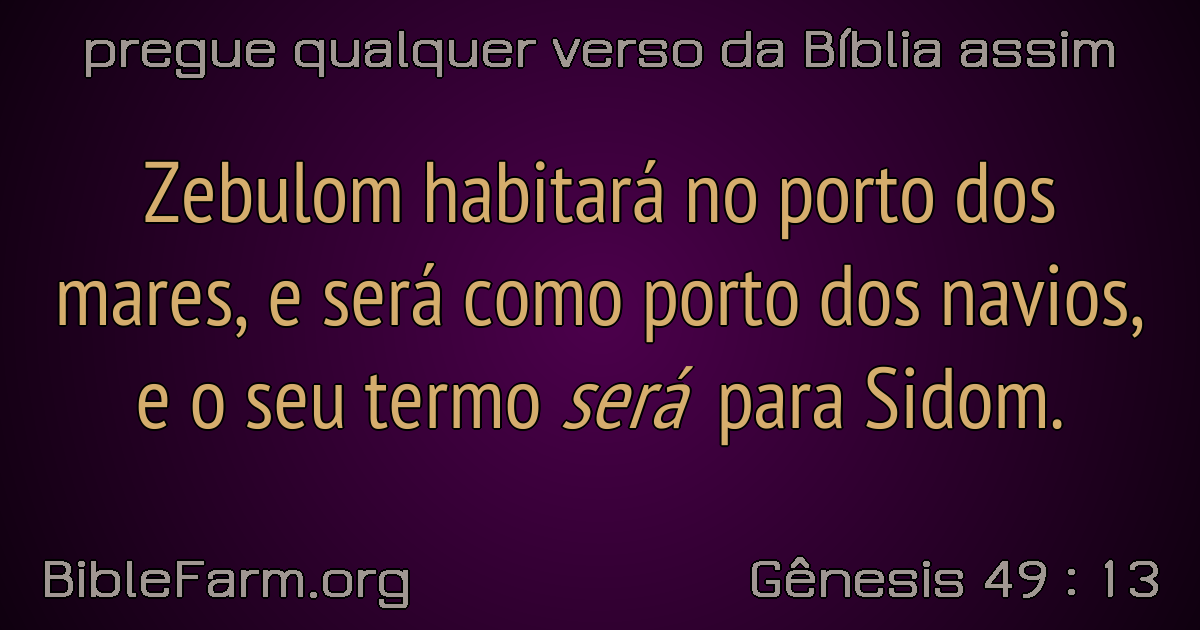 pregue qualquer verso da Bíblia assim
Zebulom habitará no porto dos
mares, e será como porto dos navios,
e o seu termo será para Sidom.
BibleFarm.org
Gênesis 49 : 13